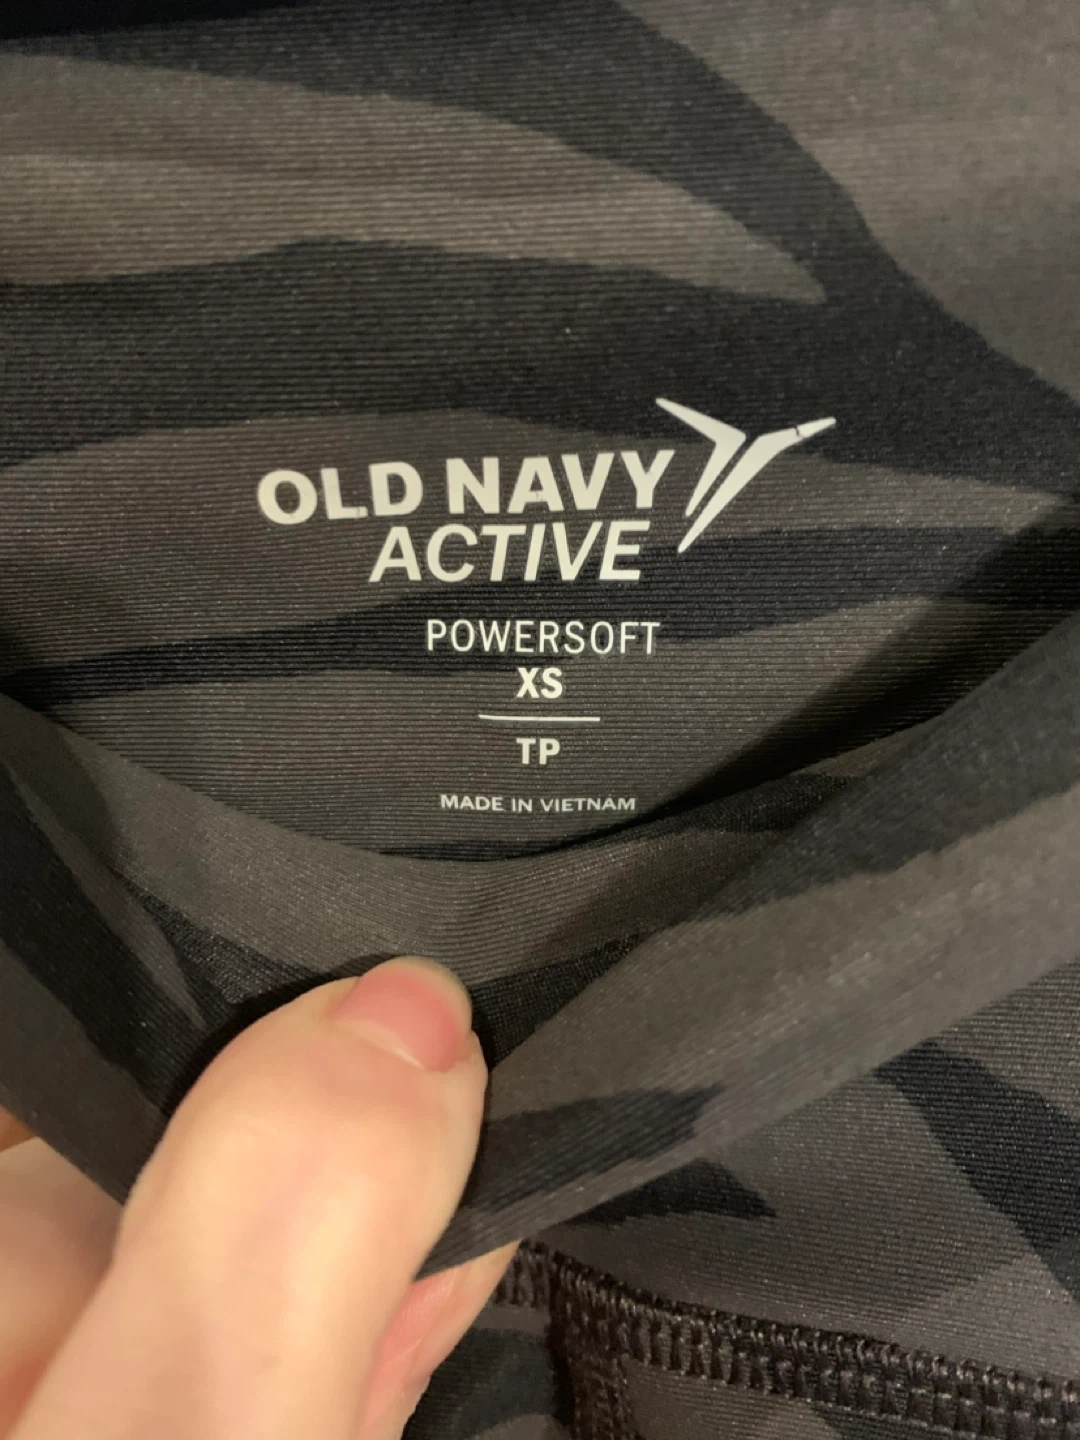 OLD NAVY
ACTIVE
POWERSOFT
XS
TP
MADE IN VIETNAM